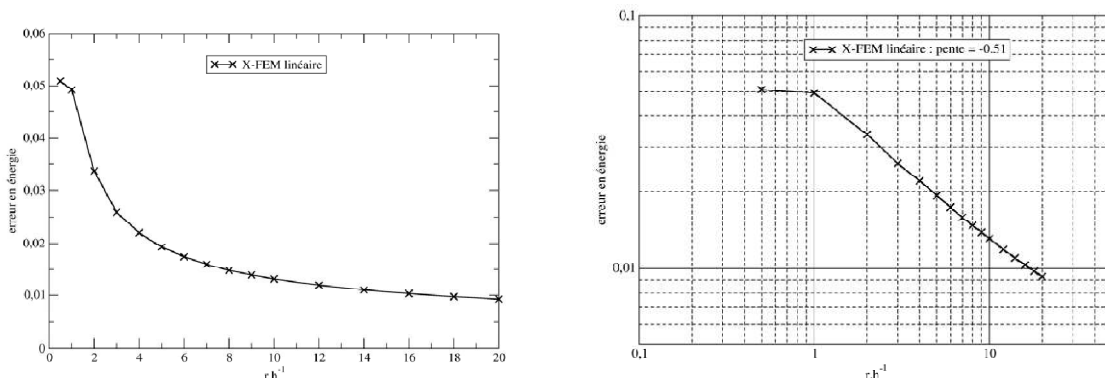 0,06
X-FEM linéaire
0,05
0,04
0,03
0,02
0,01
0
erreur en énergie
0 2 4 6 8 10 12 14 16 18 20
r.h-1
0.1
X-FEM linéaire : pente = -0.51
0,01
erreur en énergie
0.1 1 10
r.h-1